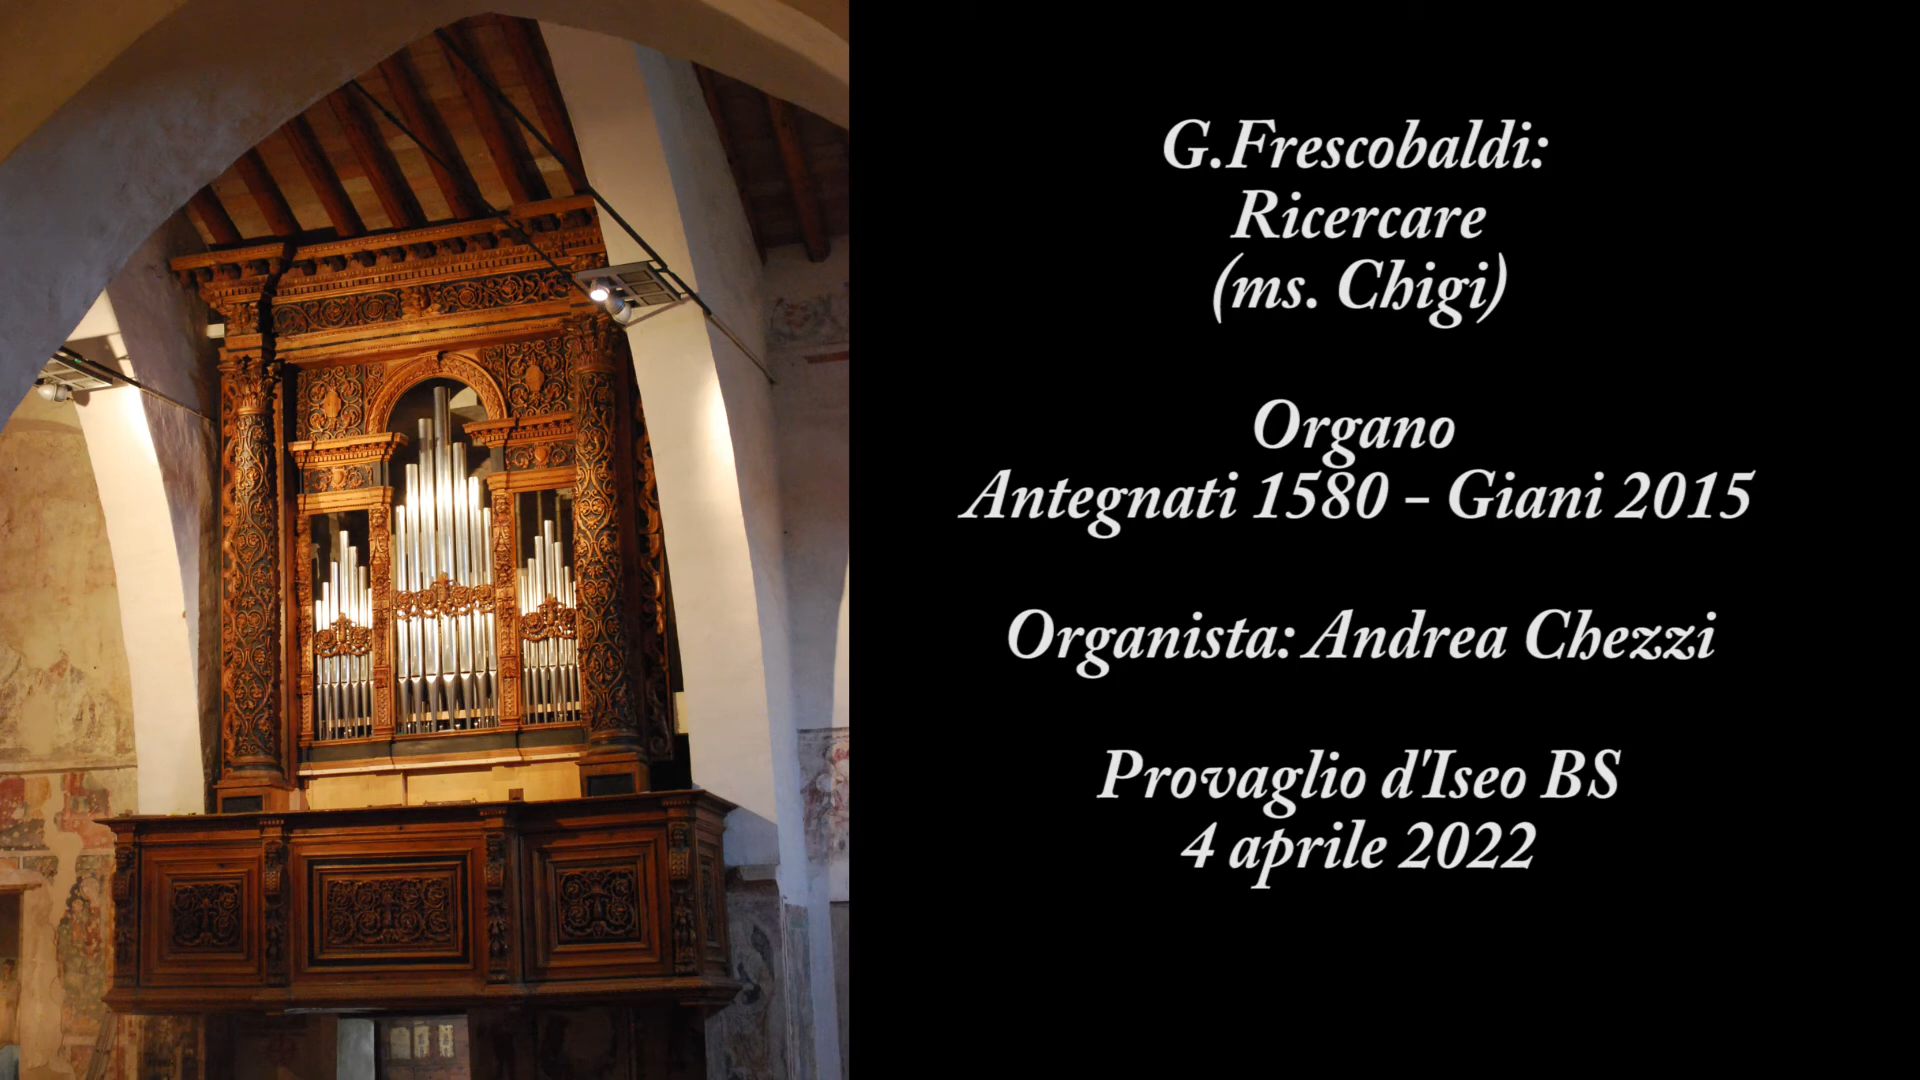 G.Frescobaldi:
Ricercare
(ms. Chigi)
Organo
Antegnati 1580 - Giani 2015
Organista: Andrea Chezzi
Provaglio d'Iseo BS
4 aprile 2022